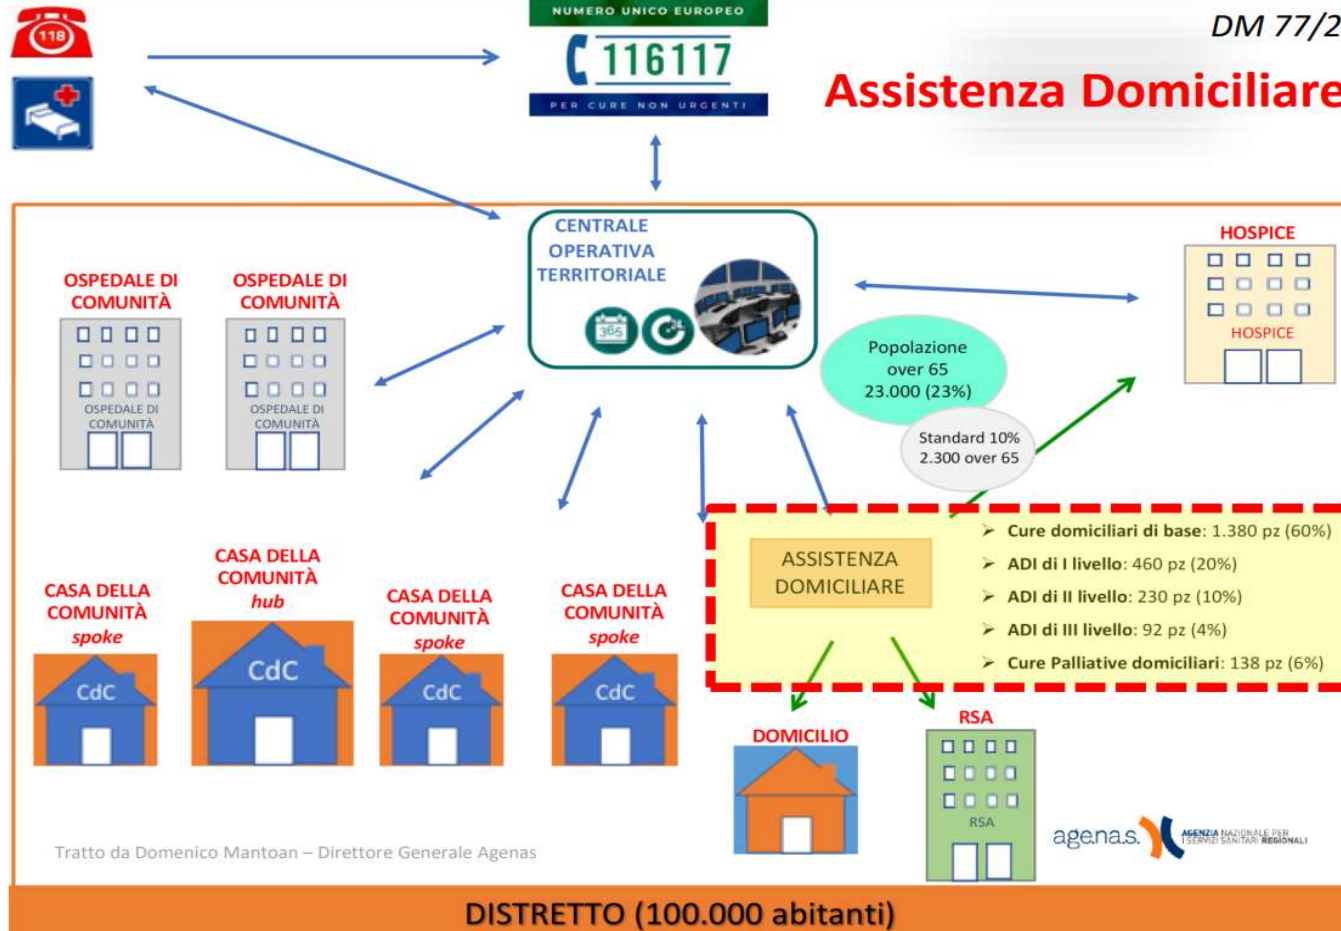 118
NUMERO UNICO EUROPEO
116117
PER CURE NON URGENTI
DM 77/2
Assistenza Domiciliare
CENTRALE
OPERATIVA
TERRITORIALE
365
HOSPICE
HOSPICE
OSPEDALE DI
COMUNITÀ
OSPEDALE DI
COMUNITÀ
OSPEDALE DI
COMUNITÀ
OSPEDALE DI
COMUNITÀ
Popolazione
over 65
23.000 (23%)
Standard 10%
2.300 over 65
ASSISTENZA
DOMICILIARE
➢ Cure domiciliari di base: 1.380 pz (60%)
➢ ADI di I livello: 460 pz (20%)
➢ ADI di II livello: 230 pz (10%)
➢ ADI di III livello: 92 pz (4%)
➢ Cure Palliative domiciliari: 138 pz (6%)
CASA DELLA
COMUNITÀ
spoke
CdC
CASA DELLA
COMUNITÀ
hub
CdC
CASA DELLA
COMUNITÀ
spoke
CdC
CASA DELLA
COMUNITÀ
spoke
CdC
DOMICILIO
RSA
RSA
Tratto da Domenico Mantoan – Direttore Generale Agenas
age.na.s.
AGENZIA NAZIONALE PER
I SERVIZI SANITARI REGIONALI
DISTRETTO (100.000 abitanti)